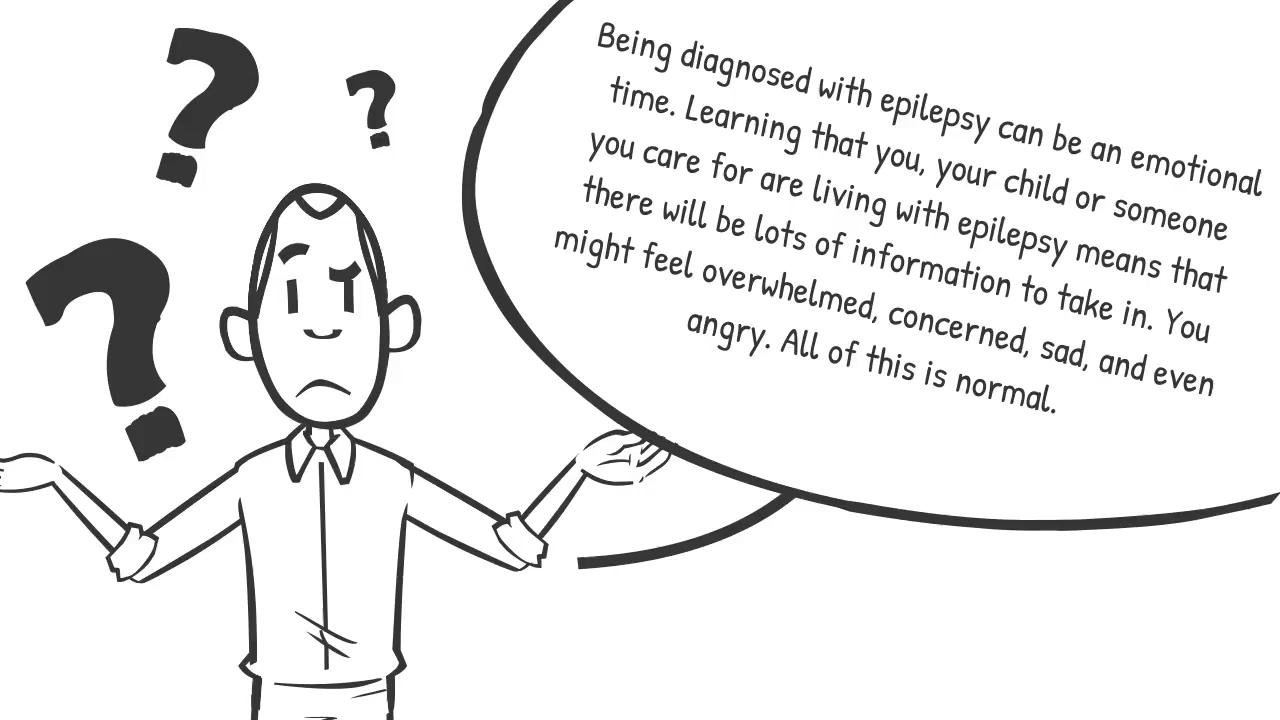 ?
?
?
Being diagnosed with epilepsy can be an emotional
time. Learning that you, your child or someone
you care for are living with epilepsy means that
there will be lots of information to take in. You
might feel overwhelmed, concerned, sad, and even
angry. All of this is normal.